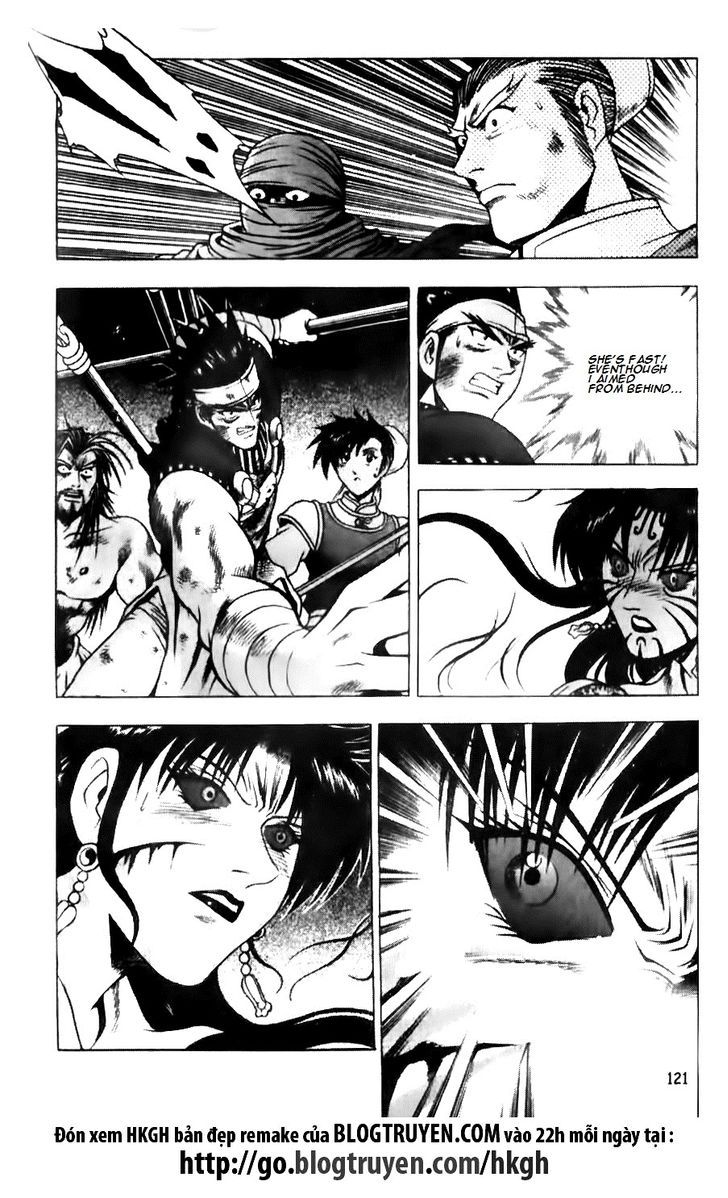 SHE'S FAST!
EVENTHOUGH
I AIMED
FROM BEHIND...
121
Đón xem HKGH bản đẹp remake của BLOGTRUYEN.COM vào 22h mỗi ngày tại :
http://go.blogtruyen.com/hkgh